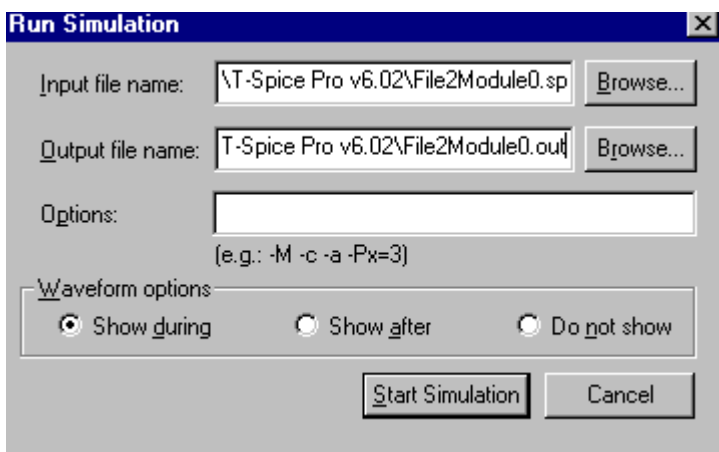 Run Simulation
Input file name: \T-Spice Pro v6.02\File2Module0.sp Browse...
Output file name: T-Spice Pro v6.02\File2Module0.out Browse...
Options:
(e.g.: -M -c -a -Px=3)
Waveform options
Show during Show after Do not show
Start Simulation Cancel